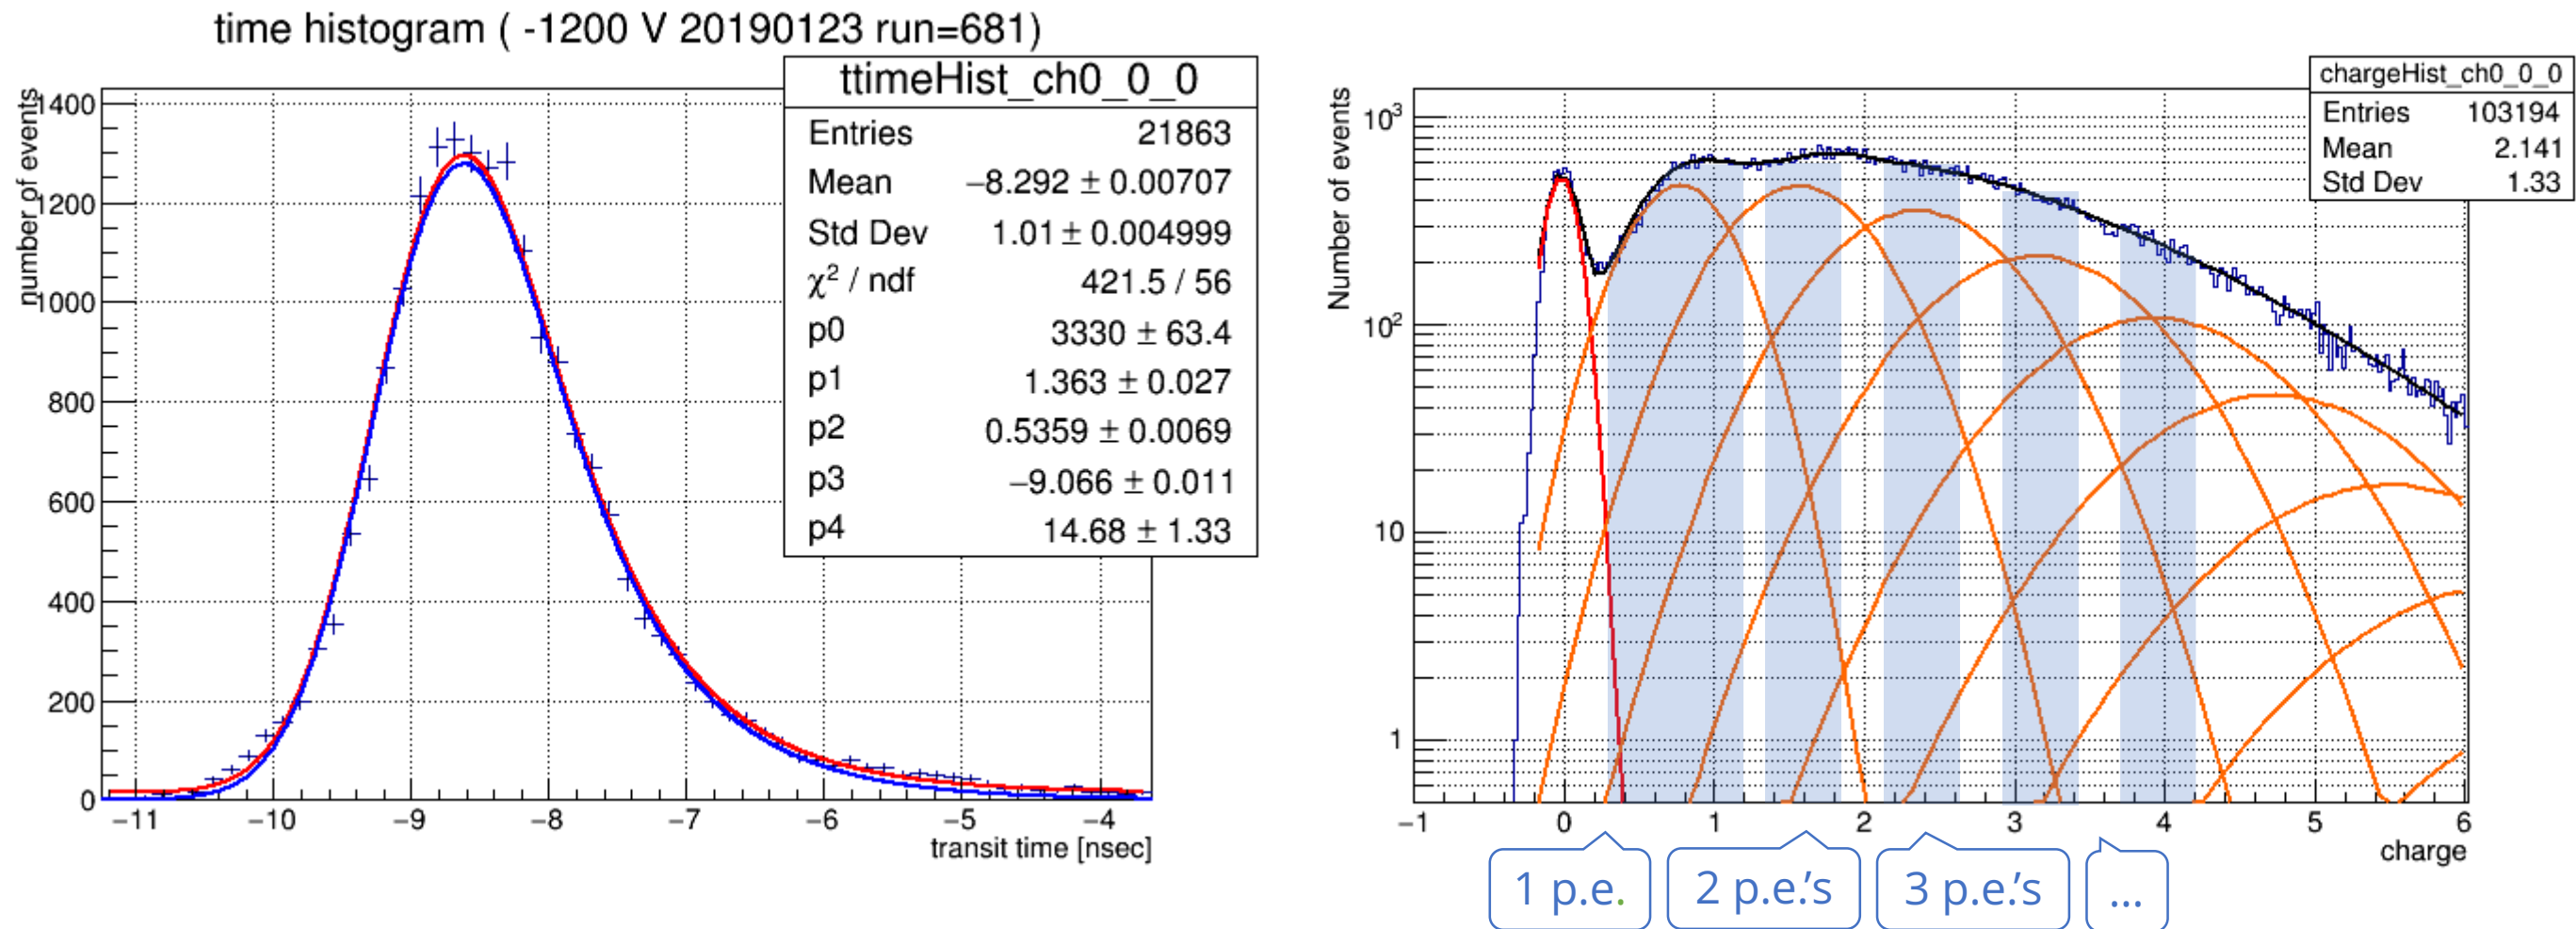 time histogram ( -1200 V 20190123 run=681)
number of events
1400
1200
1000
800
600
400
200
0
−11 −10 −9 −8 −7 −6 −5 −4
transit time [nsec]
ttimeHist_ch0_0_0
Entries 21863
Mean −8.292 ± 0.00707
Std Dev 1.01 ± 0.004999
χ² / ndf 421.5 / 56
p0 3330 ± 63.4
p1 1.363 ± 0.027
p2 0.5359 ± 0.0069
p3 −9.066 ± 0.011
p4 14.68 ± 1.33
Number of events
10³
10²
10
1
−1 0 1 2 3 4 5 6
charge
chargeHist_ch0_0_0
Entries 103194
Mean 2.141
Std Dev 1.33
1 p.e.
2 p.e.’s
3 p.e.’s
...